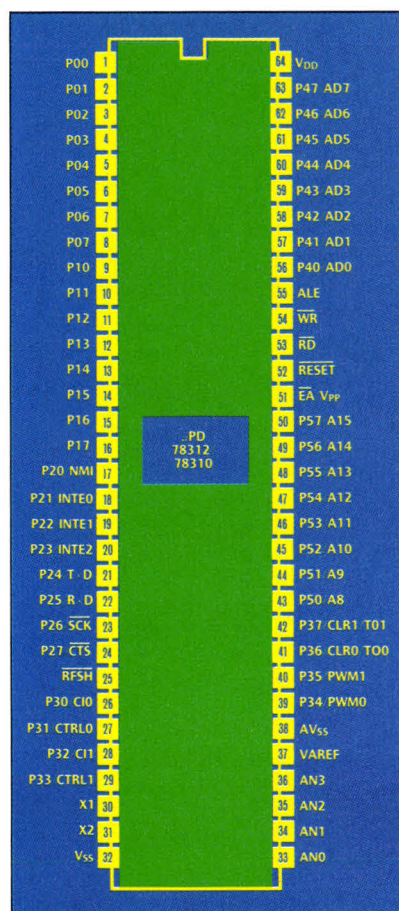 P00 1 64 VDD
P01 2 63 P47 AD7
P02 3 62 P46 AD6
P03 4 61 P45 AD5
P04 5 60 P44 AD4
P05 6 59 P43 AD3
P06 7 58 P42 AD2
P07 8 57 P41 AD1
P10 9 56 P40 AD0
P11 10 55 ALE
P12 11 54 W̅R̅
P13 12 53 R̅D̅
P14 13 52 R̅E̅S̅E̅T̅
P15 14 51 E̅A̅ VPP
P16 15 50 P57 A15
P17 16 49 P56 A14
..PD
78312
78310
P20 NMI 17 48 P55 A13
P21 INTE0 18 47 P54 A12
P22 INTE1 19 46 P53 A11
P23 INTE2 20 45 P52 A10
P24 T·D 21 44 P51 A9
P25 R·D 22 43 P50 A8
P26 S̅C̅K̅ 23 42 P37 CLR1 T01
P27 C̅T̅S̅ 24 41 P36 CLR0 TO0
R̅F̅S̅H̅ 25 40 P35 PWM1
P30 CI0 26 39 P34 PWM0
P31 CTRL0 27 38 AVSS
P32 CI1 28 37 VAREF
P33 CTRL1 29 36 AN3
X1 30 35 AN2
X2 31 34 AN1
VSS 32 33 AN0